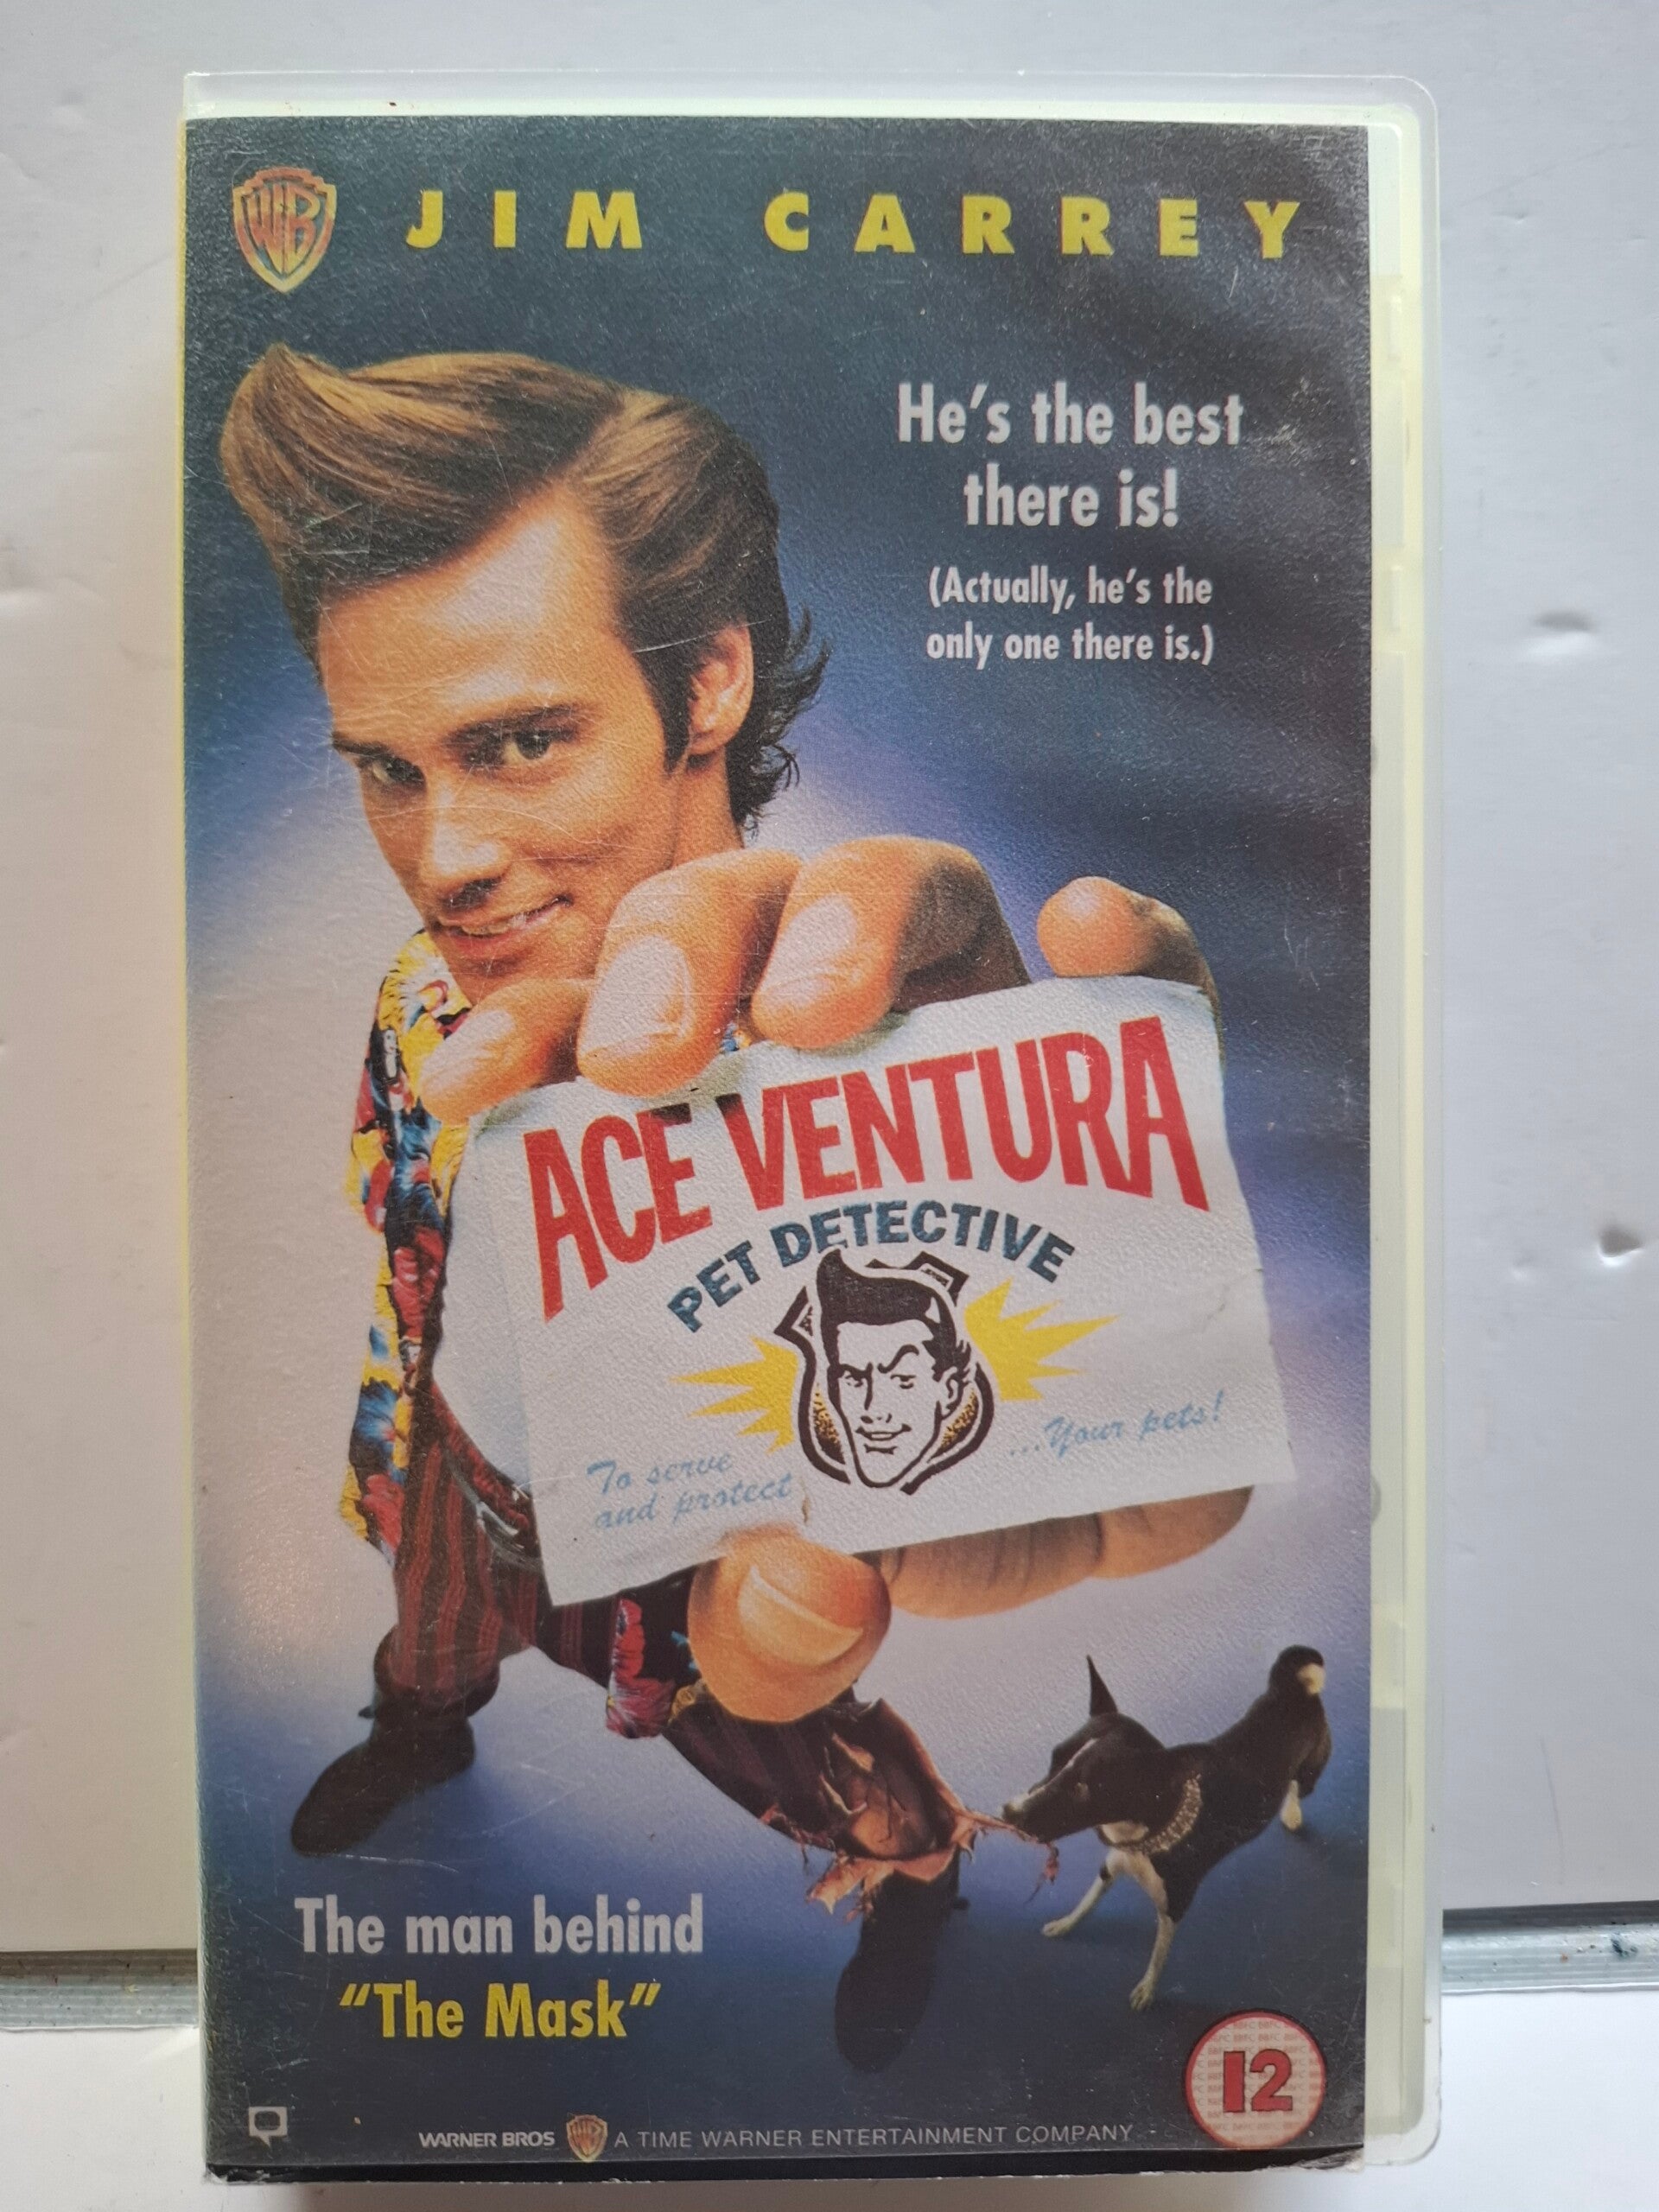 WB
JIM CARREY
He's the best
there is!
(Actually, he's the
only one there is.)
ACE VENTURA
PET DETECTIVE
To serve
and protect
...Your pets!
The man behind
"The Mask"
12
WARNER BROS
A TIME WARNER ENTERTAINMENT COMPANY